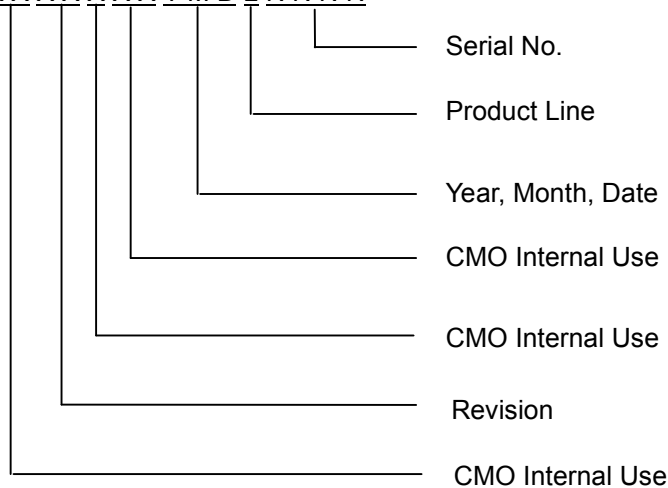 Serial No.
Product Line
Year, Month, Date
CMO Internal Use
CMO Internal Use
Revision
CMO Internal Use